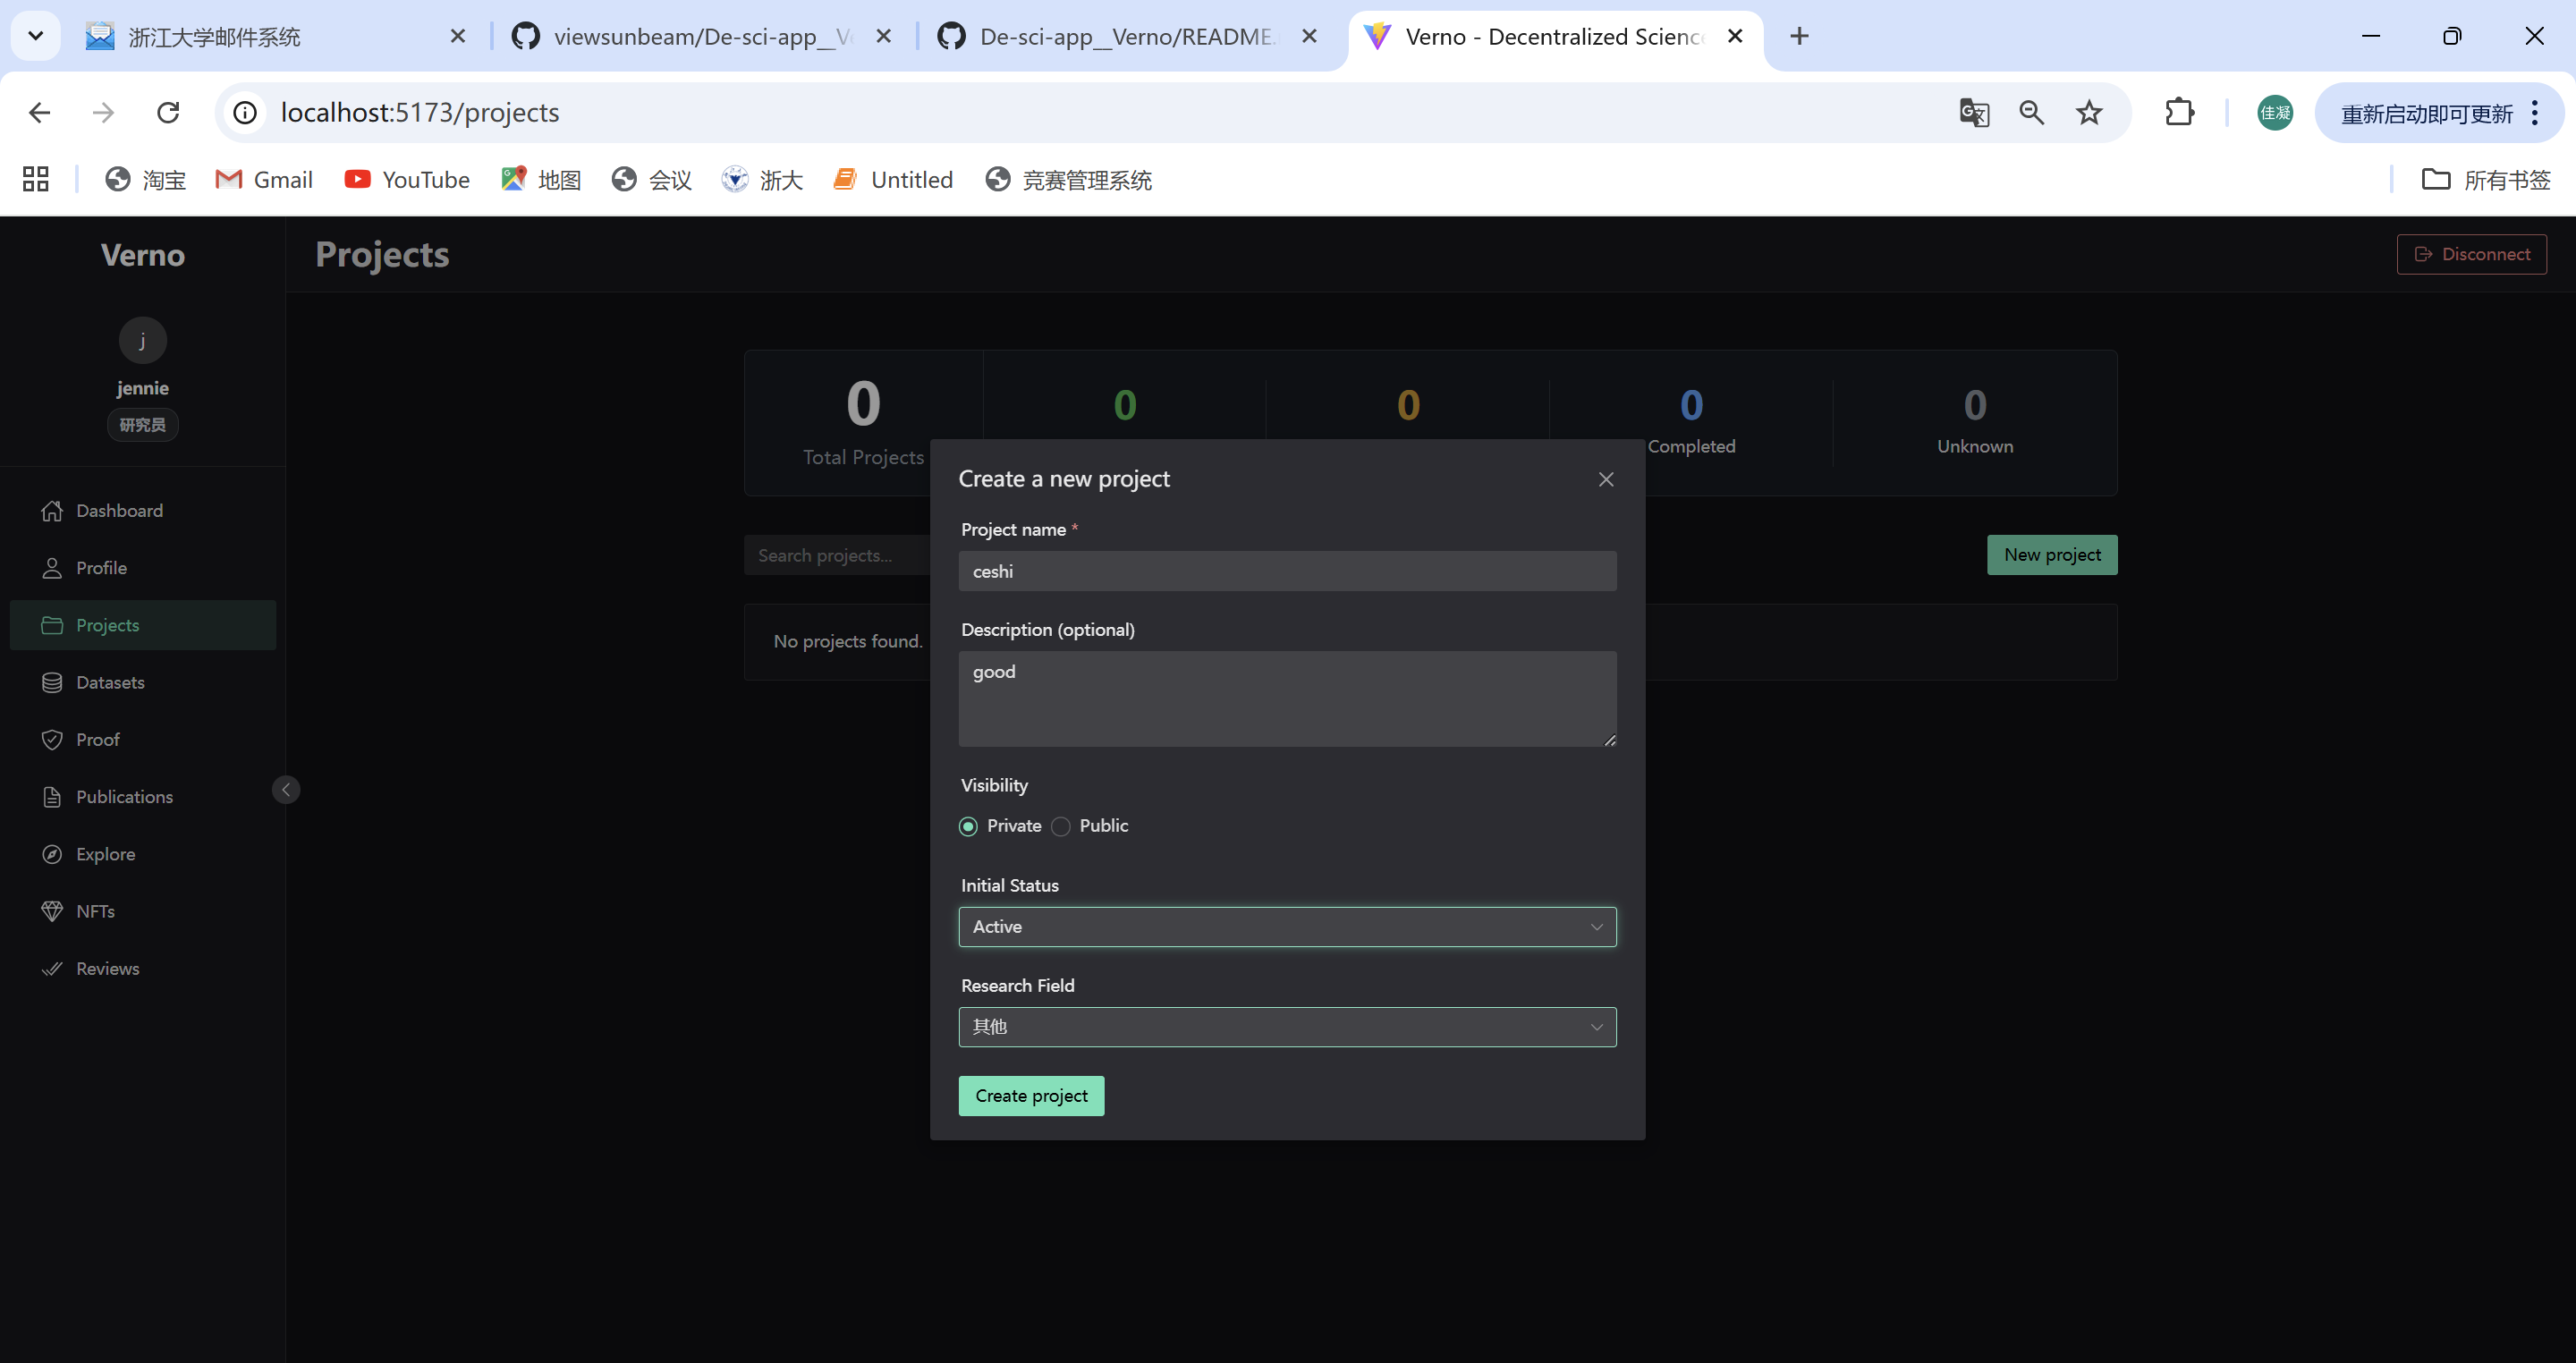 浙江大学邮件系统
viewsunbeam/De-sci-app__Ve
De-sci-app__Verno/README.
Verno - Decentralized Science
localhost:5173/projects
佳凝
重新启动即可更新
淘宝
Gmail
YouTube
地图
会议
浙大
Untitled
竞赛管理系统
所有书签
Verno
j
jennie
研究员
Dashboard
Profile
Projects
Datasets
Proof
Publications
Explore
NFTs
Reviews
Projects
Disconnect
0
Total Projects
0
0
0
Completed
0
Unknown
Search projects...
New project
No projects found.
Create a new project
Project name *
ceshi
Description (optional)
good
Visibility
Private
Public
Initial Status
Active
Research Field
其他
Create project